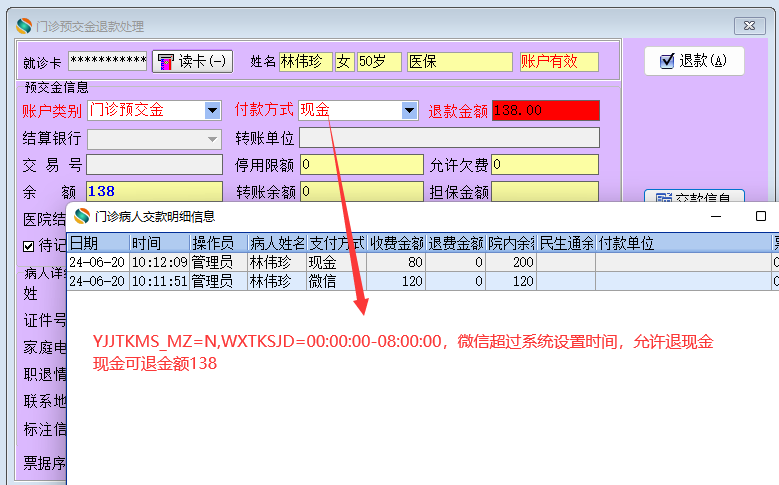 门诊预交金退款处理
就诊卡 *********** 读卡(-) 姓名 林伟珍 女 50岁 医保 账户有效 退款(A)
预交金信息
账户类别 门诊预交金 付款方式 现金 退款金额 138.00
结算银行 转账单位
交易号 停用限额 0 允许欠费 0
余额 138 转账余额 0 担保金额 交款信息
医院结
门诊病人交款明细信息
待记
日期 时间 操作员 病人姓名 支付方式 收费金额 退费金额 院内余 民生通余 付款单位
24-06-20 10:12:09 管理员 林伟珍 现金 80 0 200
24-06-20 10:11:51 管理员 林伟珍 微信 120 0 120
病人详
姓
证件号
家庭电
职退情
联系地
标注信
票据序
YJJTKMS_MZ=N,WXTKSJD=00:00:00-08:00:00，微信超过系统设置时间，允许退现金
现金可退金额138